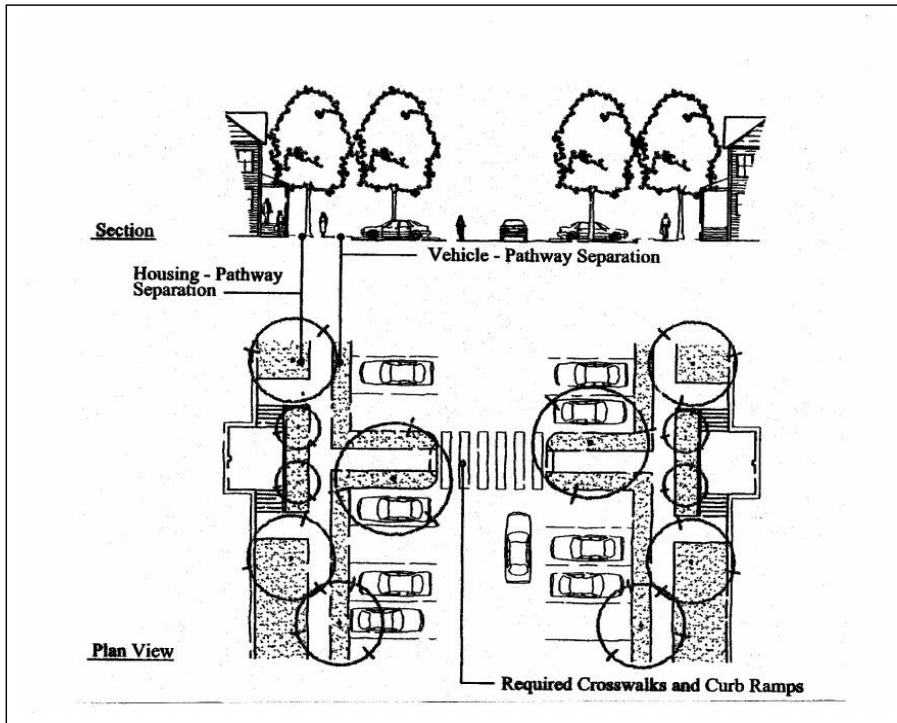 Section
Vehicle - Pathway Separation
Housing - Pathway
Separation
Plan View
Required Crosswalks and Curb Ramps